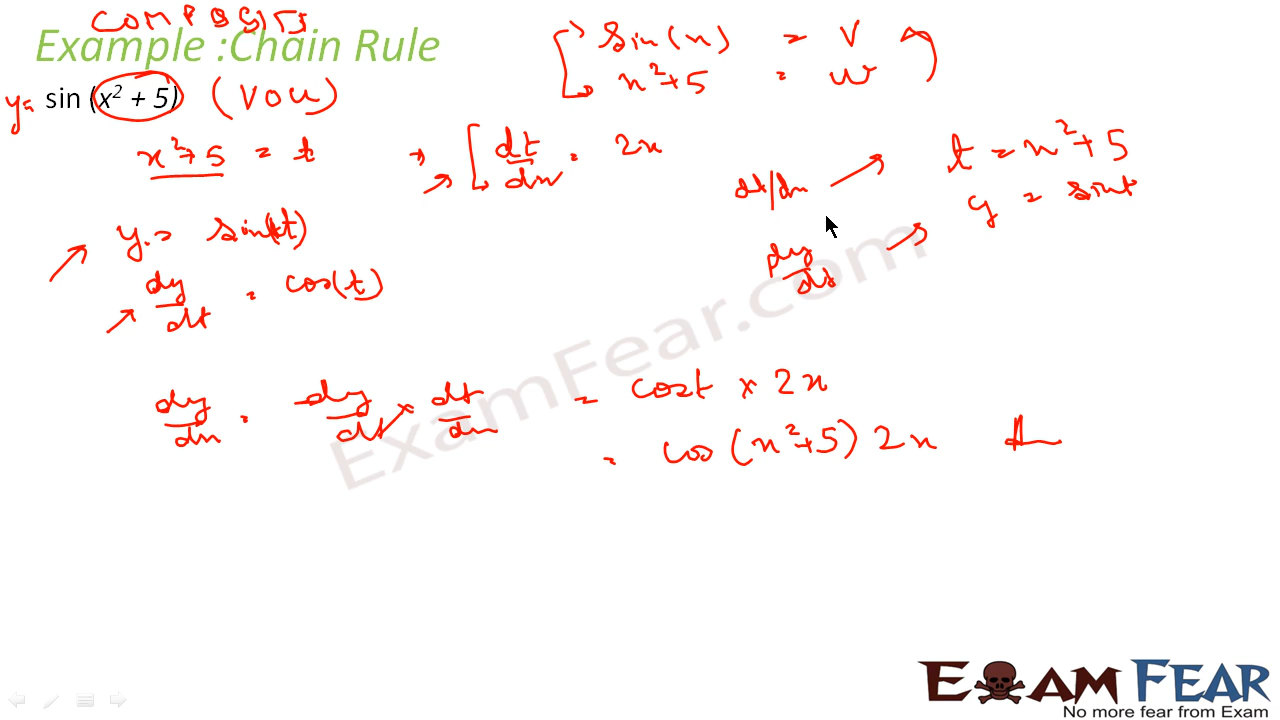 COMPOSITE
Example :Chain Rule
y= sin (x² + 5) (VOU)
[ sin(x) = V
x²+5 = u
x²+5 = t → [ dt/dx = 2x
dt/dx → t = x²+5
dy/dt → y = sint
y = sin(t)
dy/dt = cos(t)
dy/dx = dy/dt × dt/dx = cost × 2x
= cos (x²+5) 2x
ExamFear.com
EXAM FEAR
No more fear from Exam